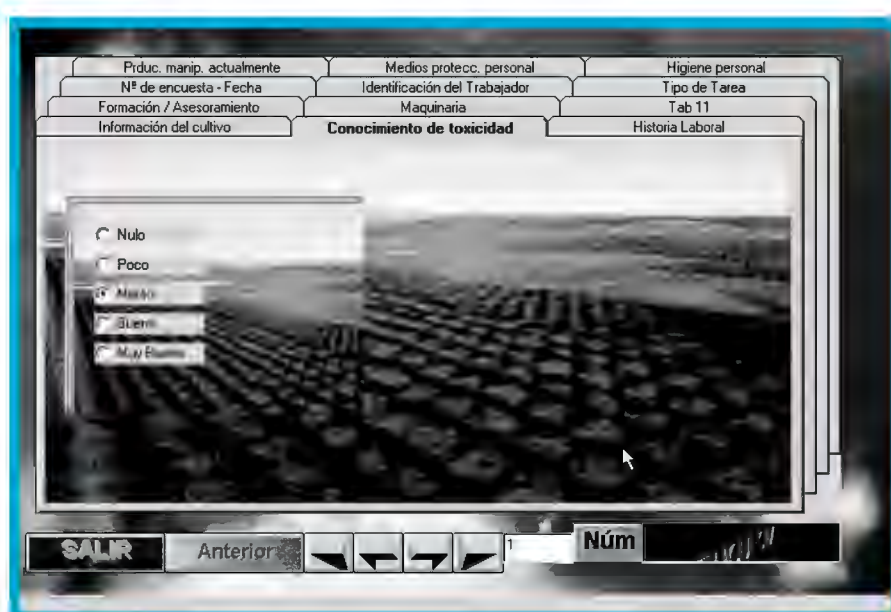 Prduc. manip. actualmente Medios protecc. personal Higiene personal
Nº de encuesta - Fecha Identificación del Trabajador Tipo de Tarea
Formación / Asesoramiento Maquinaria Tab 11
Información del cultivo Conocimiento de toxicidad Historia Laboral
Nulo
Poco
Bueno
Muy Bueno
SALIR Anterior 1 Núm